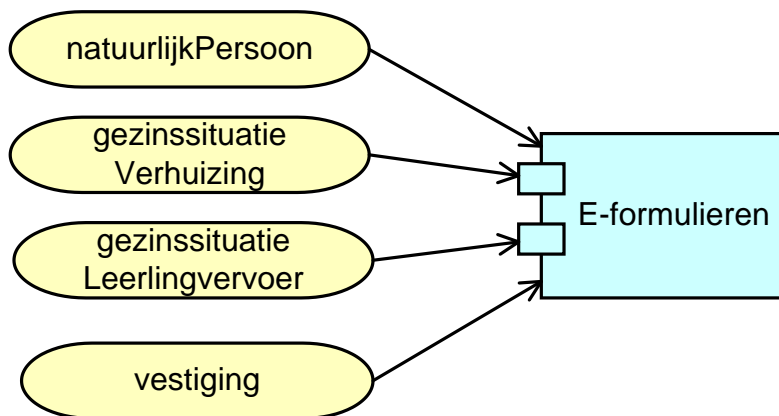 natuurlijkPersoon
gezinssituatie
Verhuizing
gezinssituatie
Leerlingvervoer
vestiging
E-formulieren